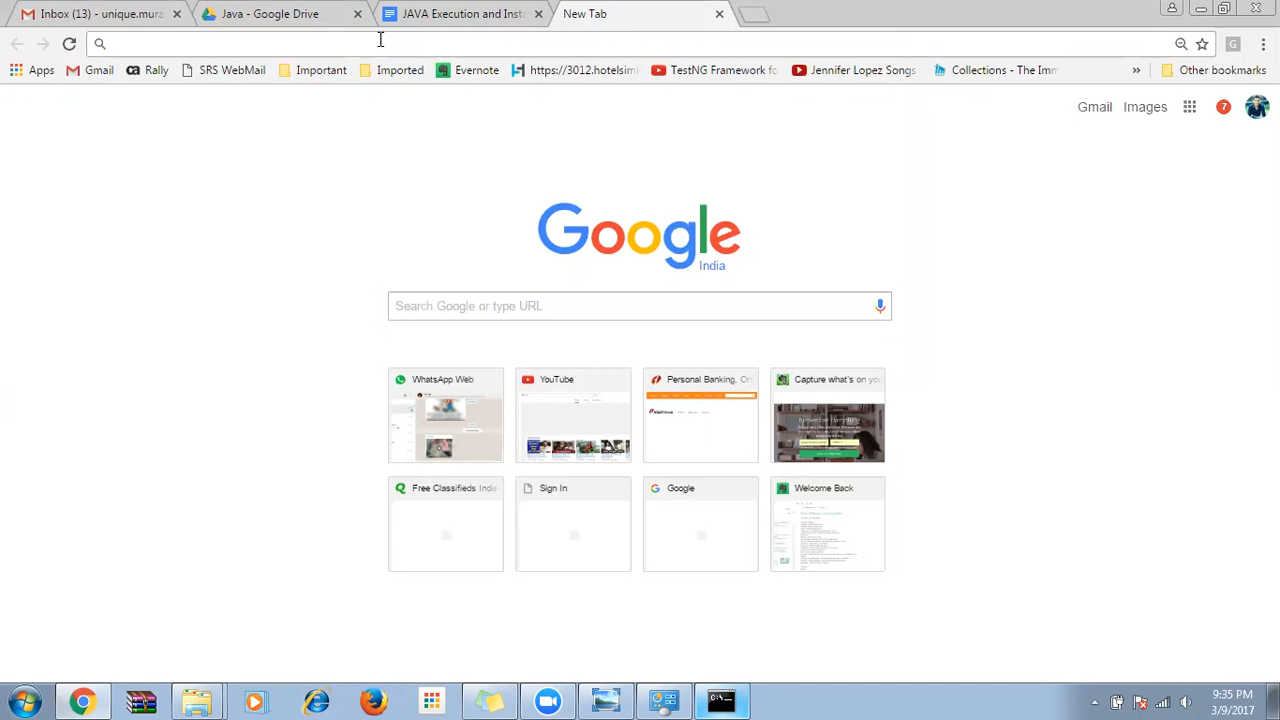 Inbox (13) - unique.mura
Java - Google Drive
JAVA Execution and Inst
New Tab
Apps
Gmail
Rally
SRS WebMail
Important
Imported
Evernote
https://3012.hotelsim
TestNG Framework fo
Jennifer Lopez Songs
Collections - The Imm
Other bookmarks
Gmail Images
7
Google
India
Search Google or type URL
WhatsApp Web
YouTube
Personal Banking, On
Capture what's on you
Free Classifieds Indi
Sign In
Google
Welcome Back
9:35 PM
3/9/2017